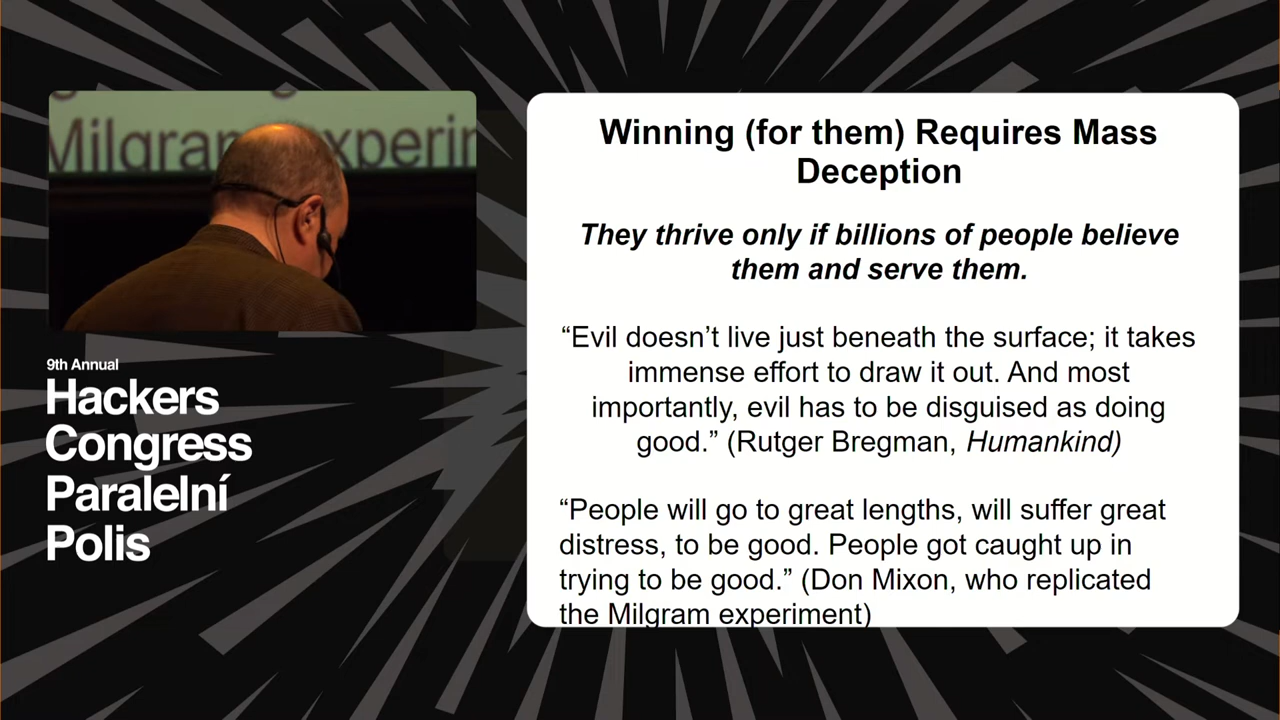 Milgram experim
9th Annual
Hackers
Congress
Paralelní
Polis
Winning (for them) Requires Mass
Deception
They thrive only if billions of people believe
them and serve them.
“Evil doesn’t live just beneath the surface; it takes
immense effort to draw it out. And most
importantly, evil has to be disguised as doing
good.” (Rutger Bregman, Humankind)
“People will go to great lengths, will suffer great
distress, to be good. People got caught up in
trying to be good.” (Don Mixon, who replicated
the Milgram experiment)